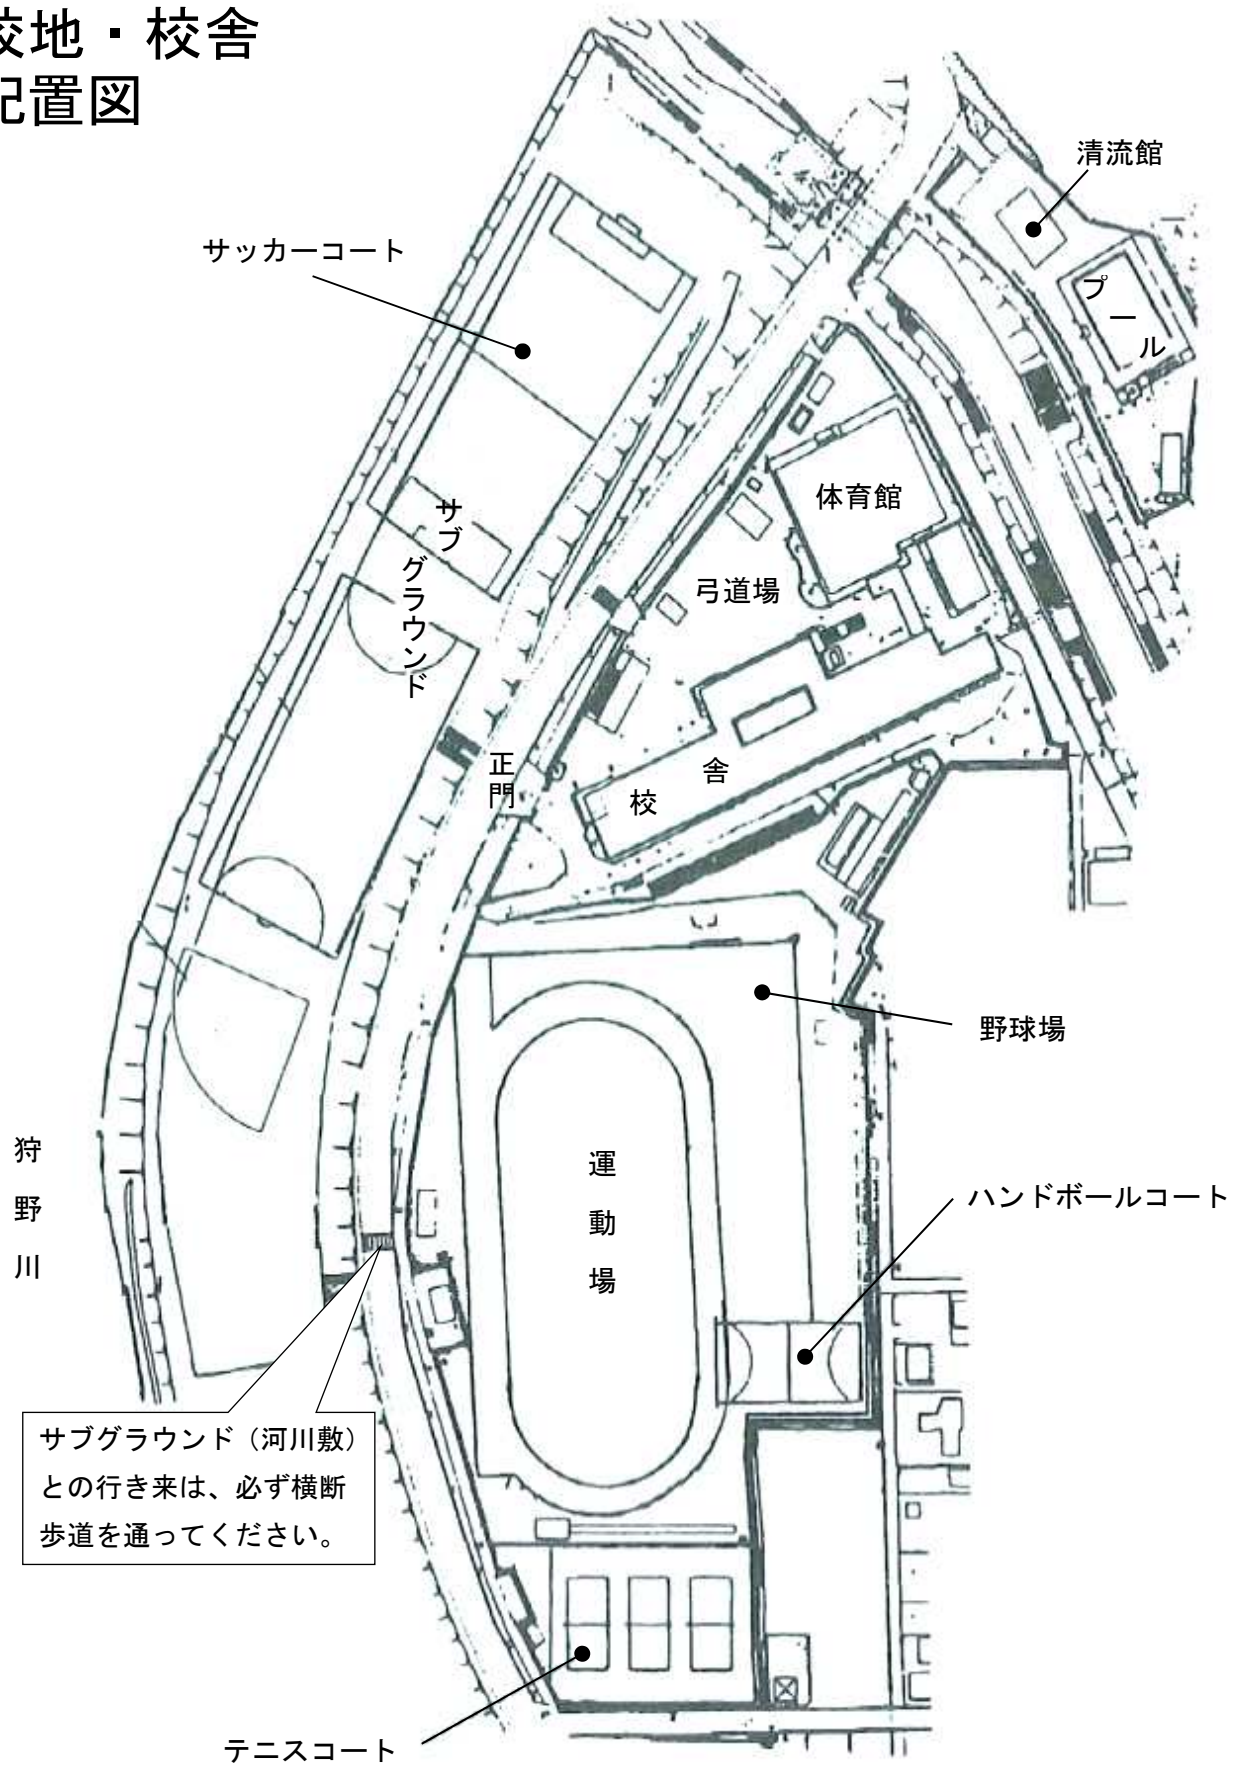 校地・校舎
配置図
清流館
サッカーコート
プール
体育館
サブ
グラウンド
弓道場
正門
校舎
野球場
狩野川
運動場
ハンドボールコート
サブグラウンド（河川敷）
との行き来は、必ず横断
歩道を通ってください。
テニスコート